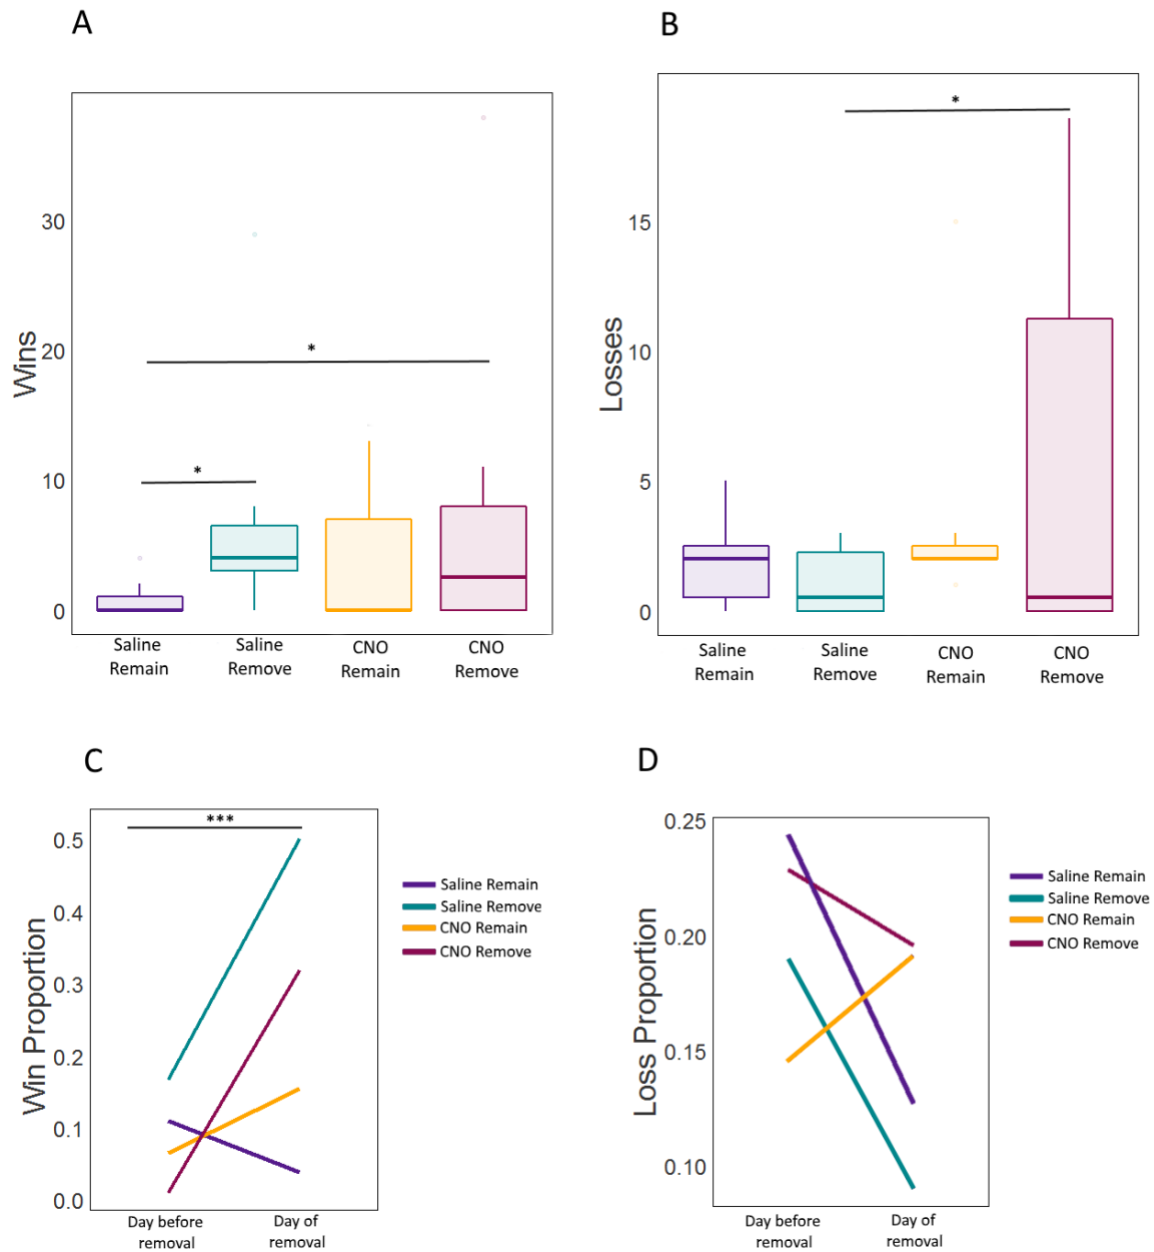 A
Wins
30
20
10
0
*
*
Saline
Remain
Saline
Remove
CNO
Remain
CNO
Remove
B
Losses
15
10
5
0
*
Saline
Remain
Saline
Remove
CNO
Remain
CNO
Remove
C
Win Proportion
0.5
0.4
0.3
0.2
0.1
0.0
***
Day before
removal
Day of
removal
Saline Remain
Saline Remove
CNO Remain
CNO Remove
D
Loss Proportion
0.25
0.20
0.15
0.10
Day before
removal
Day of
removal
Saline Remain
Saline Remove
CNO Remain
CNO Remove